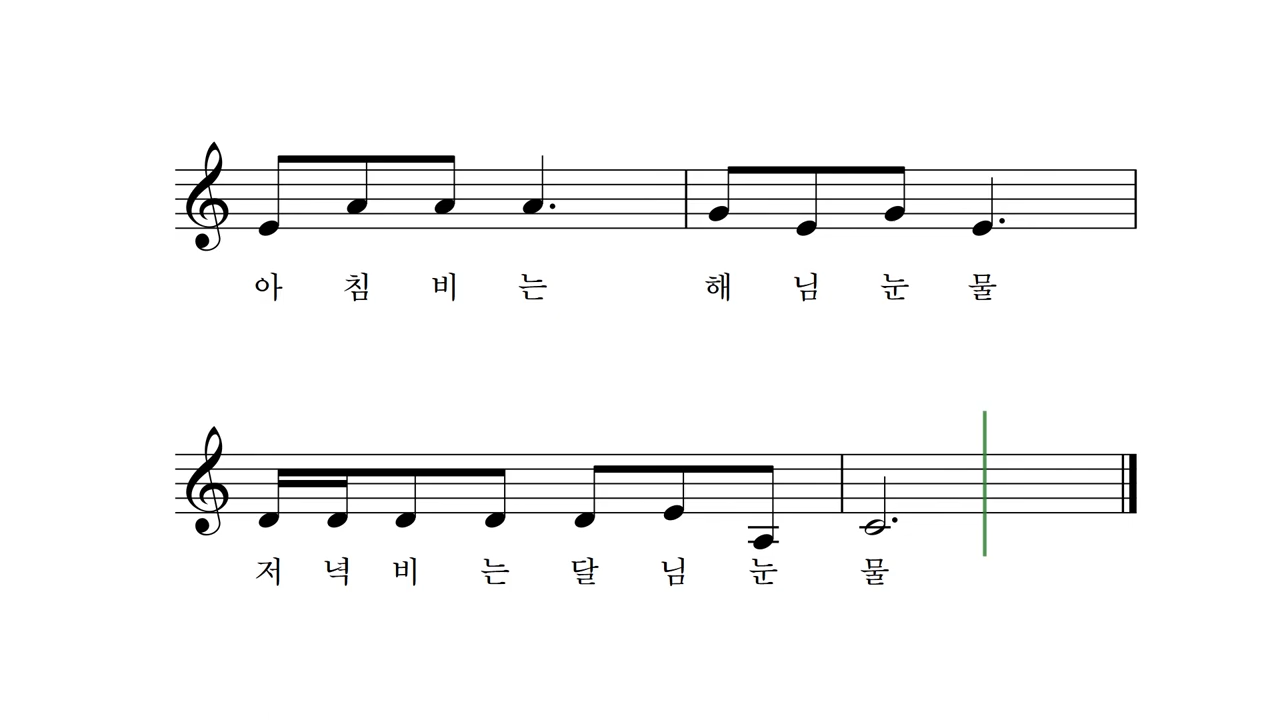 아 침 비 는 해 님 눈 물
저 녁 비 는 달 님 눈 물